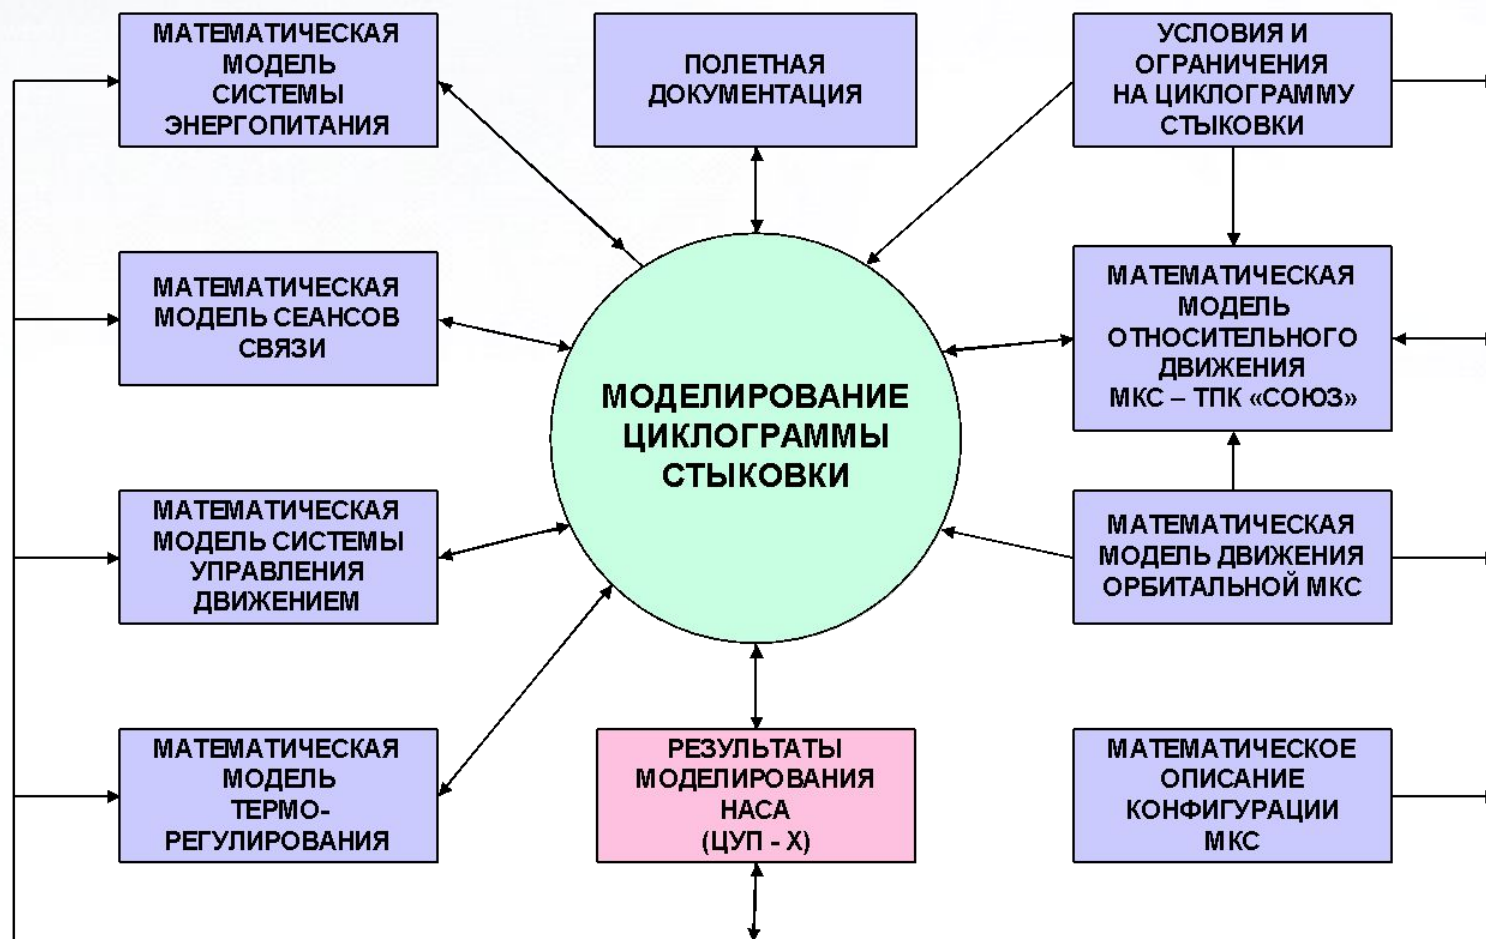 МАТЕМАТИЧЕСКАЯ
МОДЕЛЬ
СИСТЕМЫ
ЭНЕРГОПИТАНИЯ
ПОЛЕТНАЯ
ДОКУМЕНТАЦИЯ
УСЛОВИЯ И
ОГРАНИЧЕНИЯ
НА ЦИКЛОГРАММУ
СТЫКОВКИ
МАТЕМАТИЧЕСКАЯ
МОДЕЛЬ СЕАНСОВ
СВЯЗИ
МОДЕЛИРОВАНИЕ
ЦИКЛОГРАММЫ
СТЫКОВКИ
МАТЕМАТИЧЕСКАЯ
МОДЕЛЬ
ОТНОСИТЕЛЬНОГО
ДВИЖЕНИЯ
МКС – ТПК «СОЮЗ»
МАТЕМАТИЧЕСКАЯ
МОДЕЛЬ СИСТЕМЫ
УПРАВЛЕНИЯ
ДВИЖЕНИЕМ
МАТЕМАТИЧЕСКАЯ
МОДЕЛЬ ДВИЖЕНИЯ
ОРБИТАЛЬНОЙ МКС
МАТЕМАТИЧЕСКАЯ
МОДЕЛЬ
ТЕРМО-
РЕГУЛИРОВАНИЯ
РЕЗУЛЬТАТЫ
МОДЕЛИРОВАНИЯ
НАСА
(ЦУП - Х)
МАТЕМАТИЧЕСКОЕ
ОПИСАНИЕ
КОНФИГУРАЦИИ
МКС